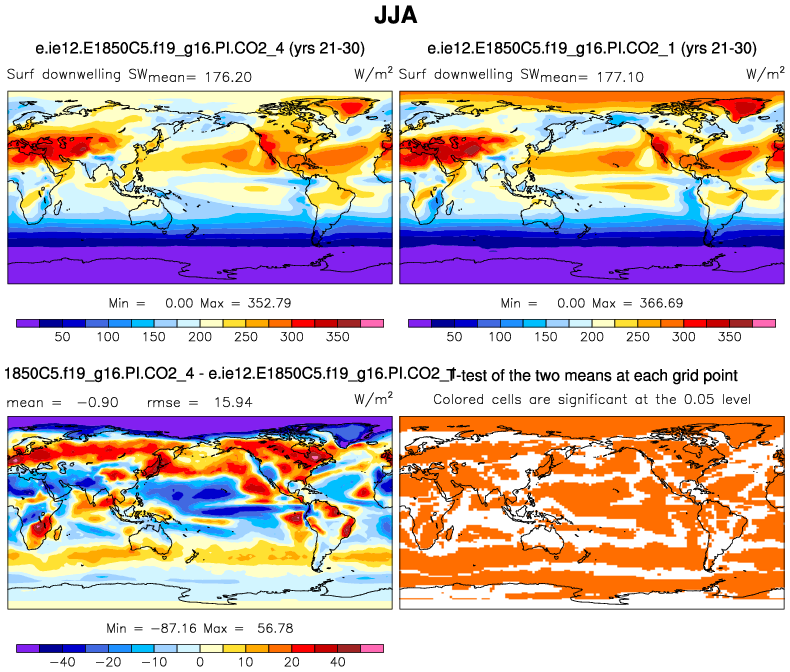 JJA
e.ie12.E1850C5.f19_g16.PI.CO2_4 (yrs 21-30)
Surf downwelling SW mean= 176.20 W/m²
Min = 0.00 Max = 352.79
50 100 150 200 250 300 350
e.ie12.E1850C5.f19_g16.PI.CO2_1 (yrs 21-30)
Surf downwelling SW mean= 177.10 W/m²
Min = 0.00 Max = 366.69
50 100 150 200 250 300 350
1850C5.f19_g16.PI.CO2_4 - e.ie12.E1850C5.f19_g16.PI.CO2_
mean = −0.90 rmse = 15.94 W/m²
Min = −87.16 Max = 56.78
−40 −20 −10 0 10 20 40
T-test of the two means at each grid point
Colored cells are significant at the 0.05 level